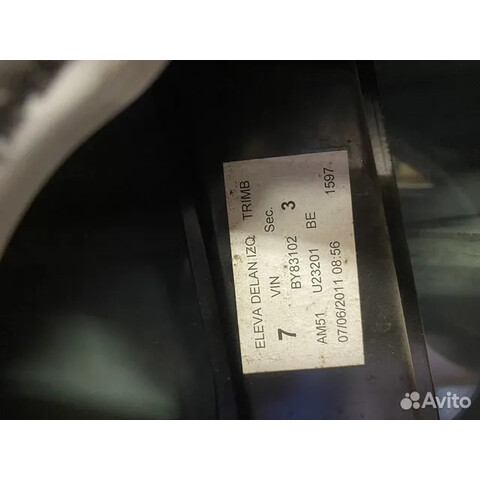 ELEVA DELAN IZQ TRIMB
7 VIN Sec. 3
BY83102
AM51 U23201 BE 1597
07/06/2011 08:56
Avito